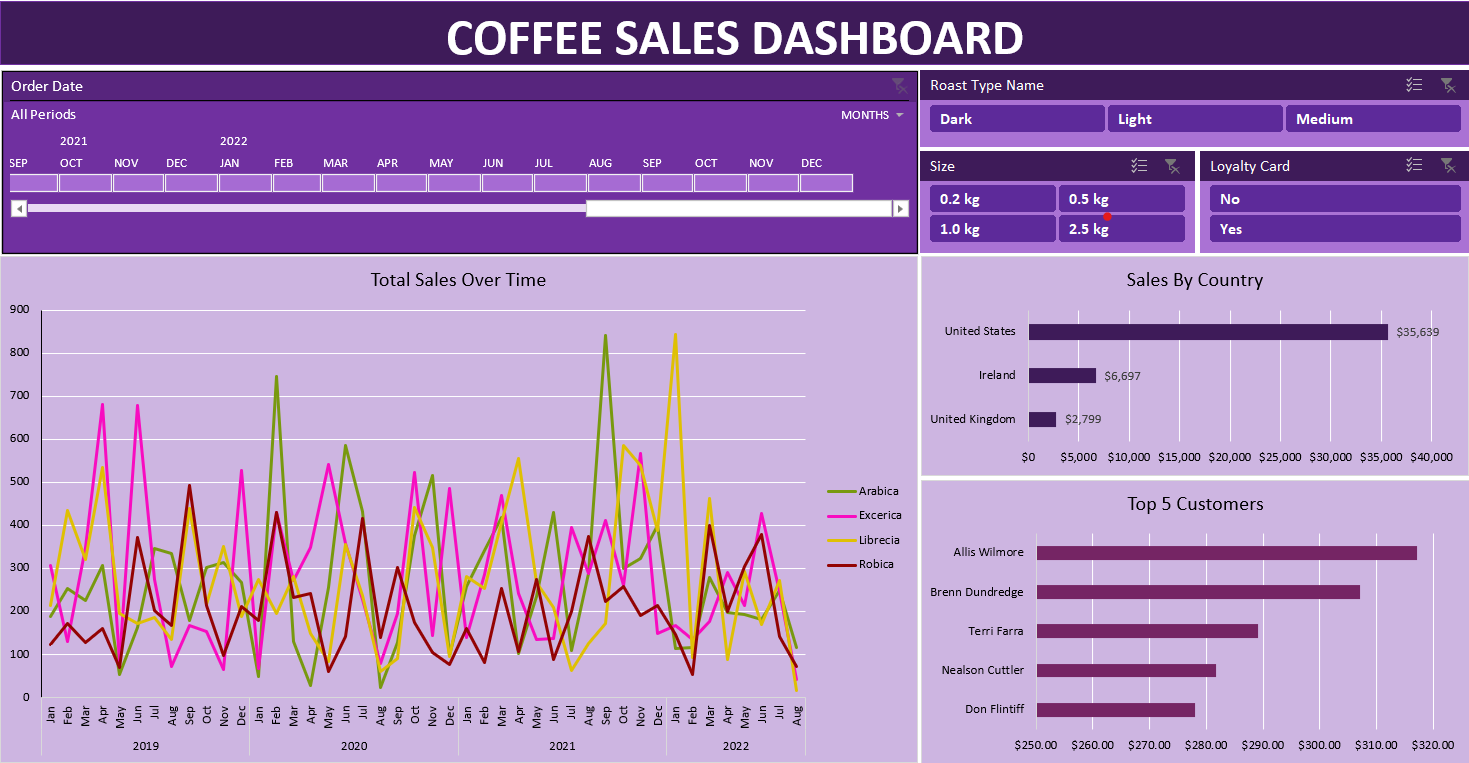 COFFEE SALES DASHBOARD
Order Date
All Periods
MONTHS
2021 2022
SEP OCT NOV DEC JAN FEB MAR APR MAY JUN JUL AUG SEP OCT NOV DEC
Roast Type Name
Dark Light Medium
Size
0.2 kg 0.5 kg
1.0 kg 2.5 kg
Loyalty Card
No
Yes
Total Sales Over Time
900
800
700
600
500
400
300
200
100
0
Jan Feb Mar Apr May Jun Jul Aug Sep Oct Nov Dec Jan Feb Mar Apr May Jun Jul Aug Sep Oct Nov Dec Jan Feb Mar Apr May Jun Jul Aug Sep Oct Nov Dec Jan Feb Mar Apr May Jun Jul Aug
2019 2020 2021 2022
Arabica
Excerica
Librecia
Robica
Sales By Country
United States $35,639
Ireland $6,697
United Kingdom $2,799
$0 $5,000 $10,000 $15,000 $20,000 $25,000 $30,000 $35,000 $40,000
Top 5 Customers
Allis Wilmore
Brenn Dundredge
Terri Farra
Nealson Cuttler
Don Flintiff
$250.00 $260.00 $270.00 $280.00 $290.00 $300.00 $310.00 $320.00